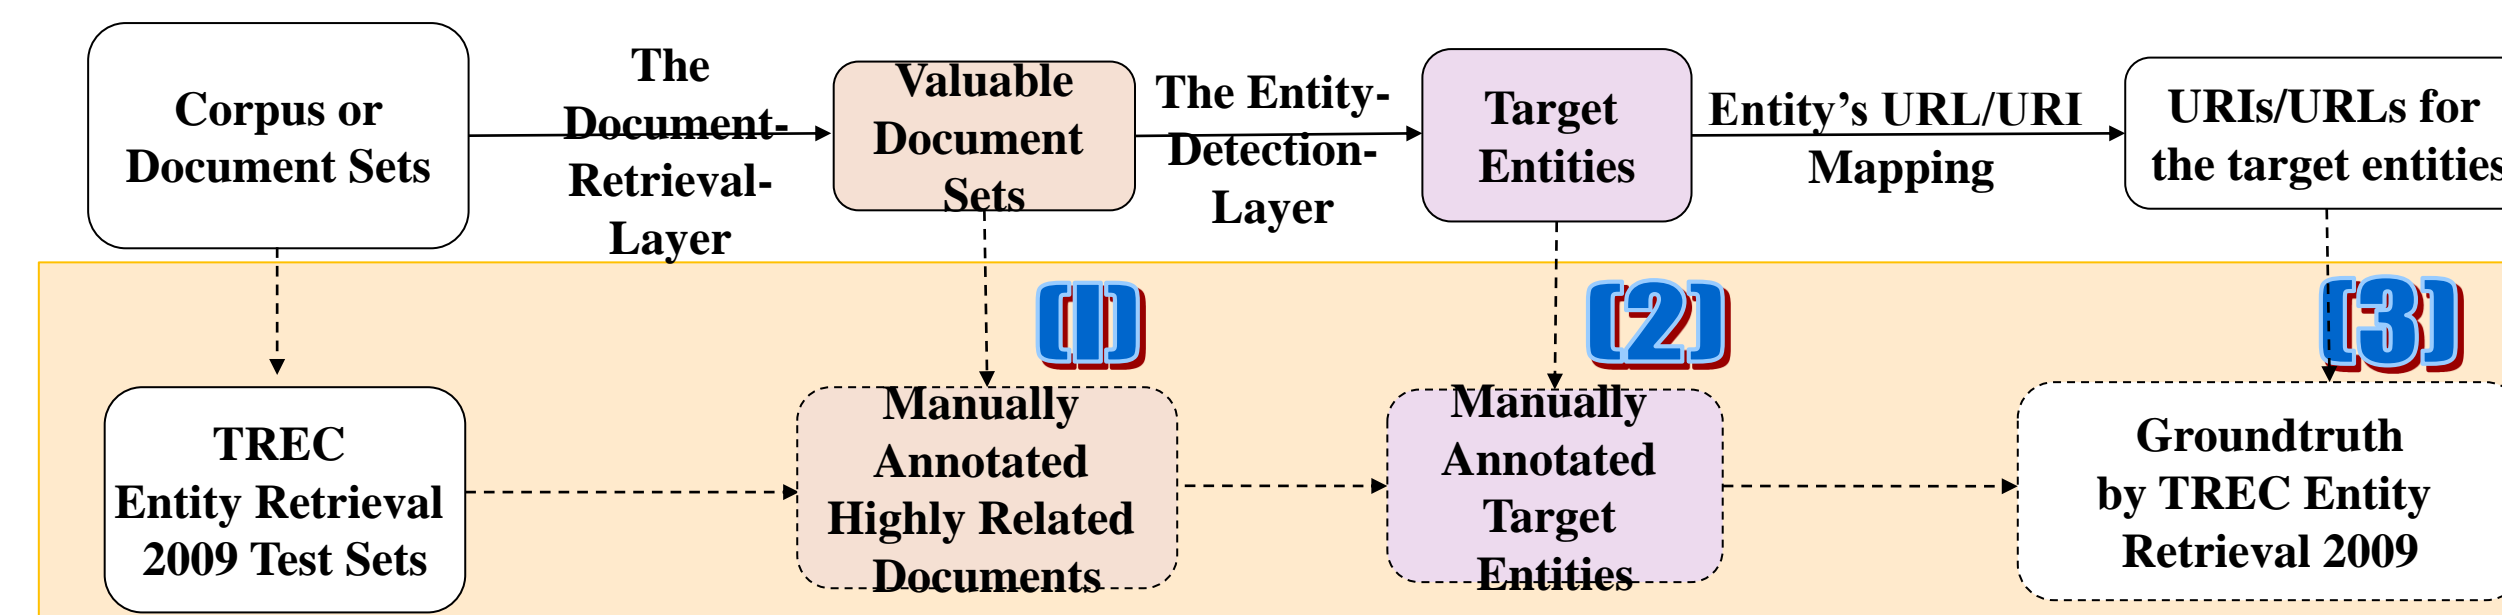 Corpus or
Document Sets
The
Document-
Retrieval-
Layer
Valuable
Document
Sets
The Entity-
Detection-
Layer
Target
Entities
Entity’s URL/URI
Mapping
URIs/URLs for
the target entities
(1)
(2)
(3)
TREC
Entity Retrieval
2009 Test Sets
Manually
Annotated
Highly Related
Documents
Manually
Annotated
Target
Entities
Groundtruth
by TREC Entity
Retrieval 2009